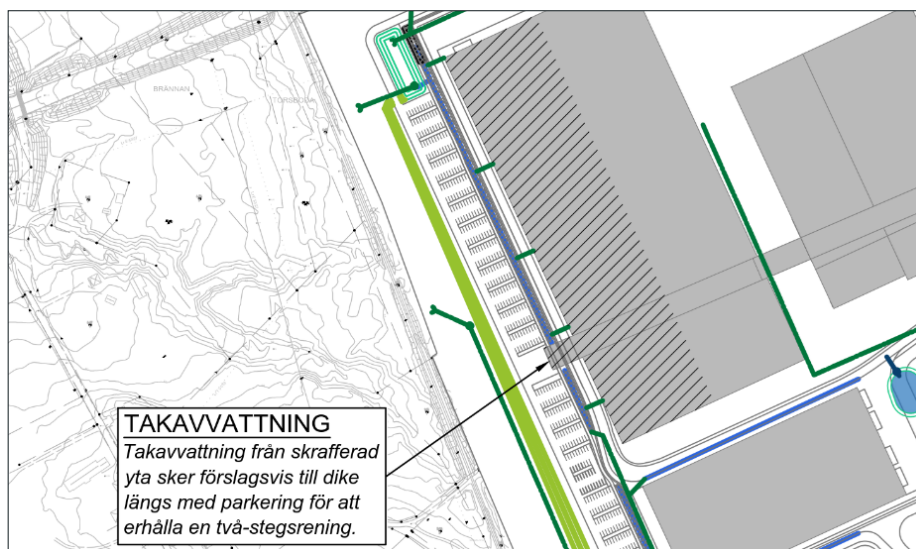 BRÄNNAN
TORSBODA
TAKAVVATTNING
Takavvattning från skrafferad
yta sker förslagsvis till dike
längs med parkering för att
erhålla en två-stegsrening.